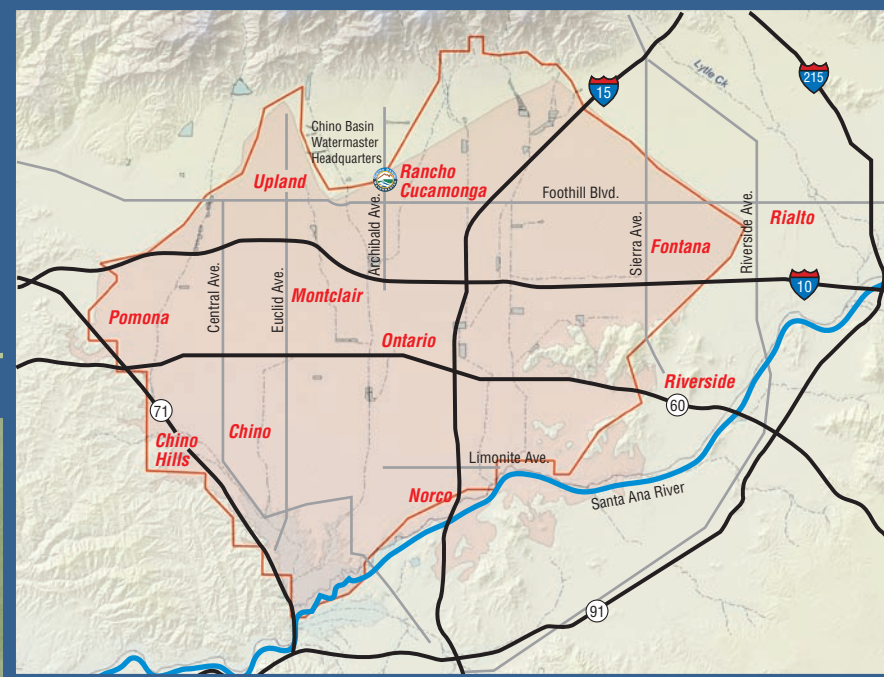 15
215
Lytle Ck
Chino Basin
Watermaster
Headquarters
Rancho
Cucamonga
Upland
Foothill Blvd.
Rialto
Archibald Ave.
Sierra Ave.
Riverside Ave.
Fontana
Central Ave.
Euclid Ave.
Montclair
10
Pomona
Ontario
Riverside
60
71
Chino
Hills
Chino
Limonite Ave.
Norco
Santa Ana River
91